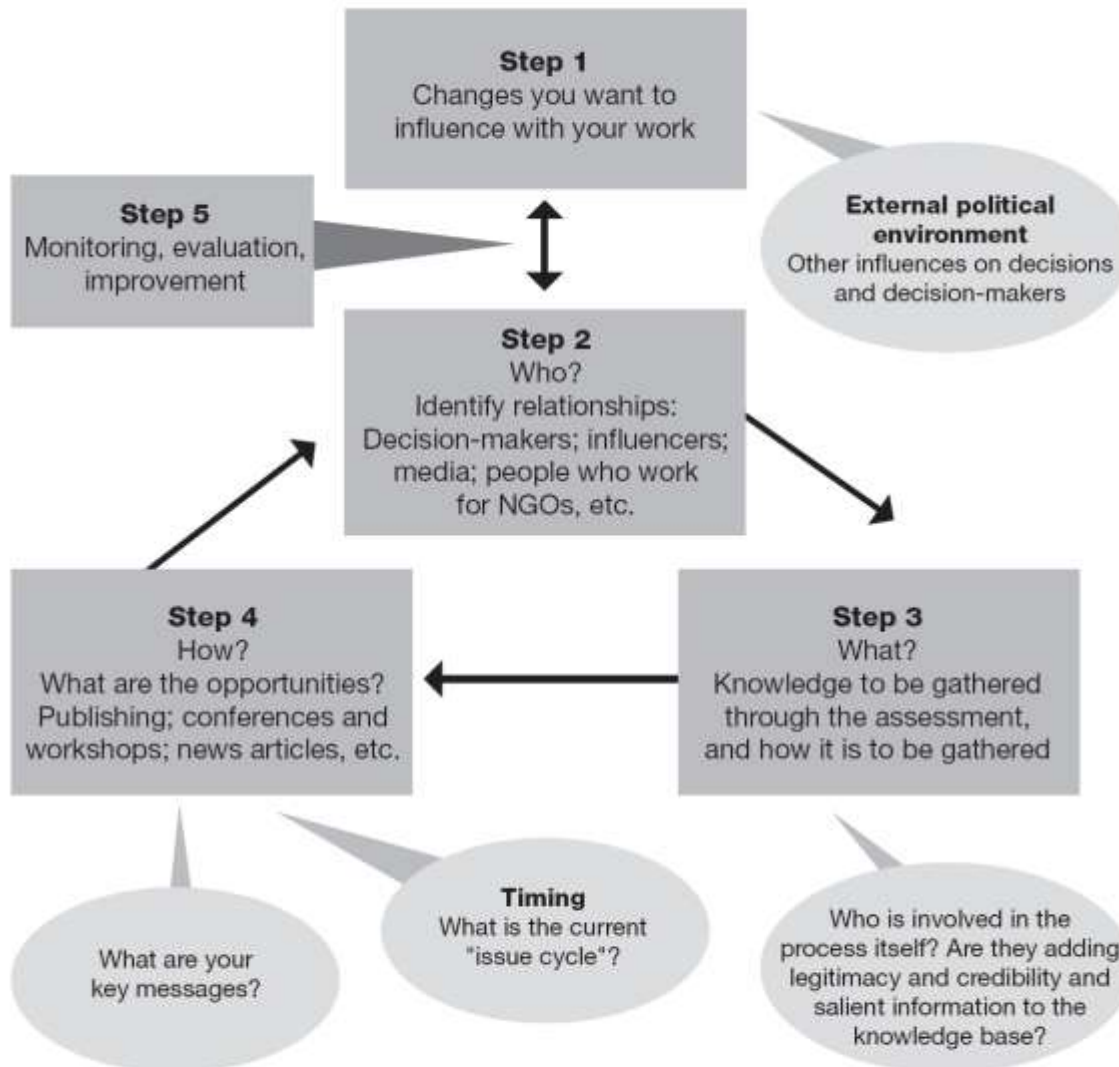 Step 1
Changes you want to
influence with your work
External political
environment
Other influences on decisions
and decision-makers
Step 5
Monitoring, evaluation,
improvement
Step 2
Who?
Identify relationships:
Decision-makers; influencers;
media; people who work
for NGOs, etc.
Step 4
How?
What are the opportunities?
Publishing; conferences and
workshops; news articles, etc.
Step 3
What?
Knowledge to be gathered
through the assessment,
and how it is to be gathered
What are your
key messages?
Timing
What is the current
"issue cycle"?
Who is involved in the
process itself? Are they adding
legitimacy and credibility and
salient information to the
knowledge base?